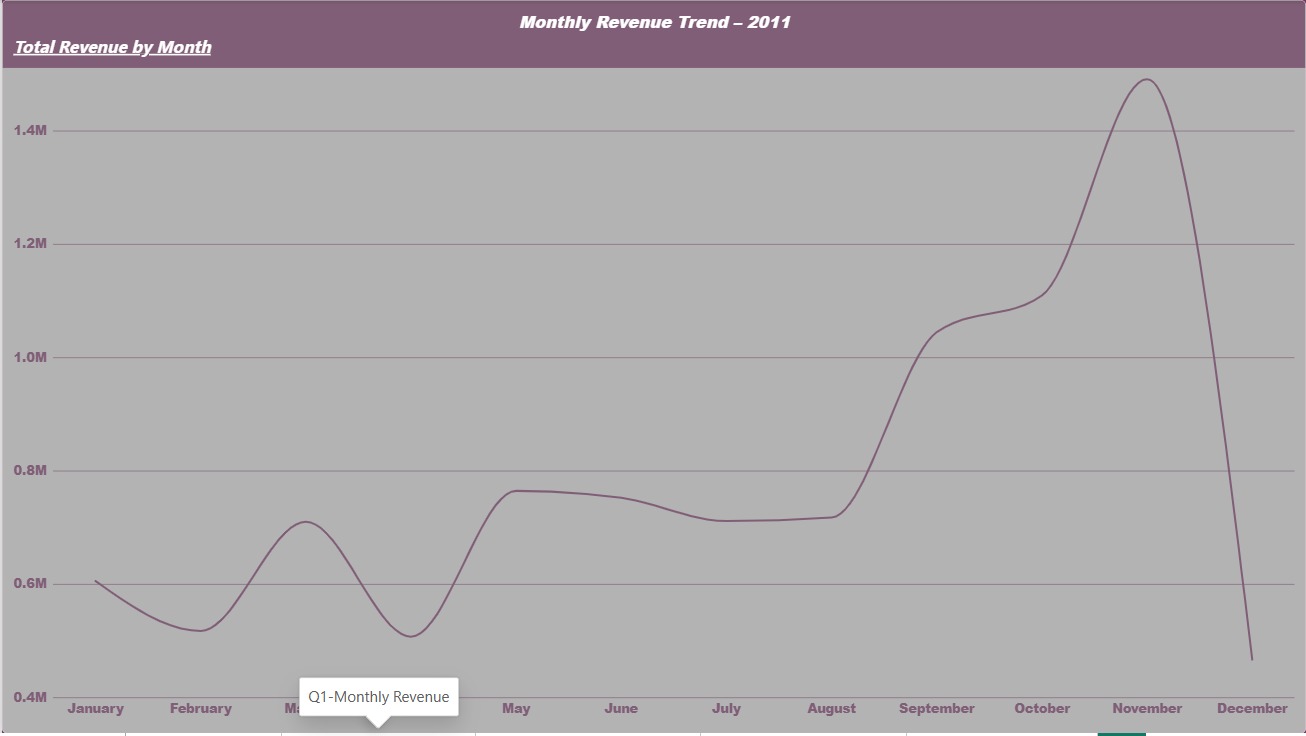 Monthly Revenue Trend – 2011
Total Revenue by Month
1.4M
1.2M
1.0M
0.8M
0.6M
0.4M
January February May June July August September October November December
Q1-Monthly Revenue